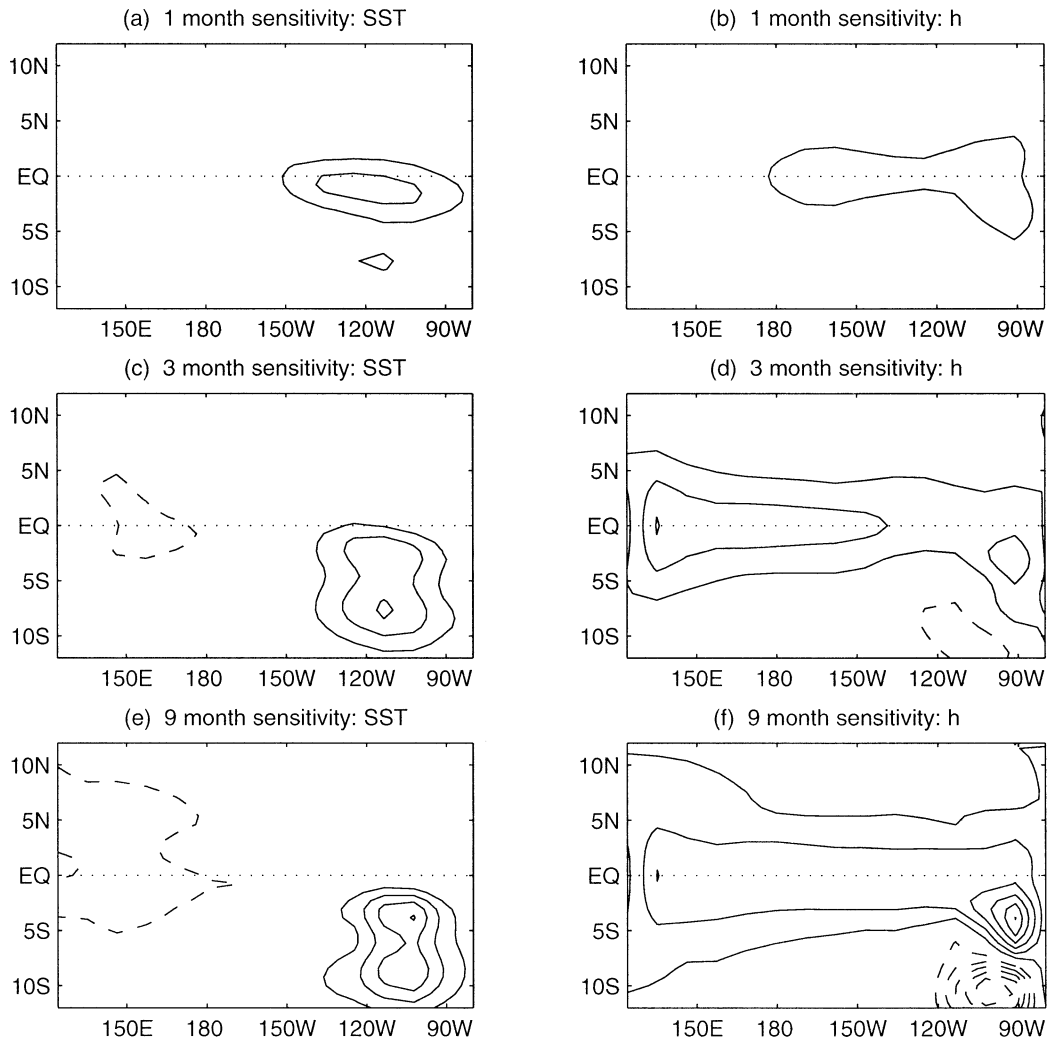 (a) 1 month sensitivity: SST
(b) 1 month sensitivity: h
10N
5N
EQ
5S
10S
150E 180 150W 120W 90W
10N
5N
EQ
5S
10S
150E 180 150W 120W 90W
(c) 3 month sensitivity: SST
(d) 3 month sensitivity: h
10N
5N
EQ
5S
10S
150E 180 150W 120W 90W
10N
5N
EQ
5S
10S
150E 180 150W 120W 90W
(e) 9 month sensitivity: SST
(f) 9 month sensitivity: h
10N
5N
EQ
5S
10S
150E 180 150W 120W 90W
10N
5N
EQ
5S
10S
150E 180 150W 120W 90W